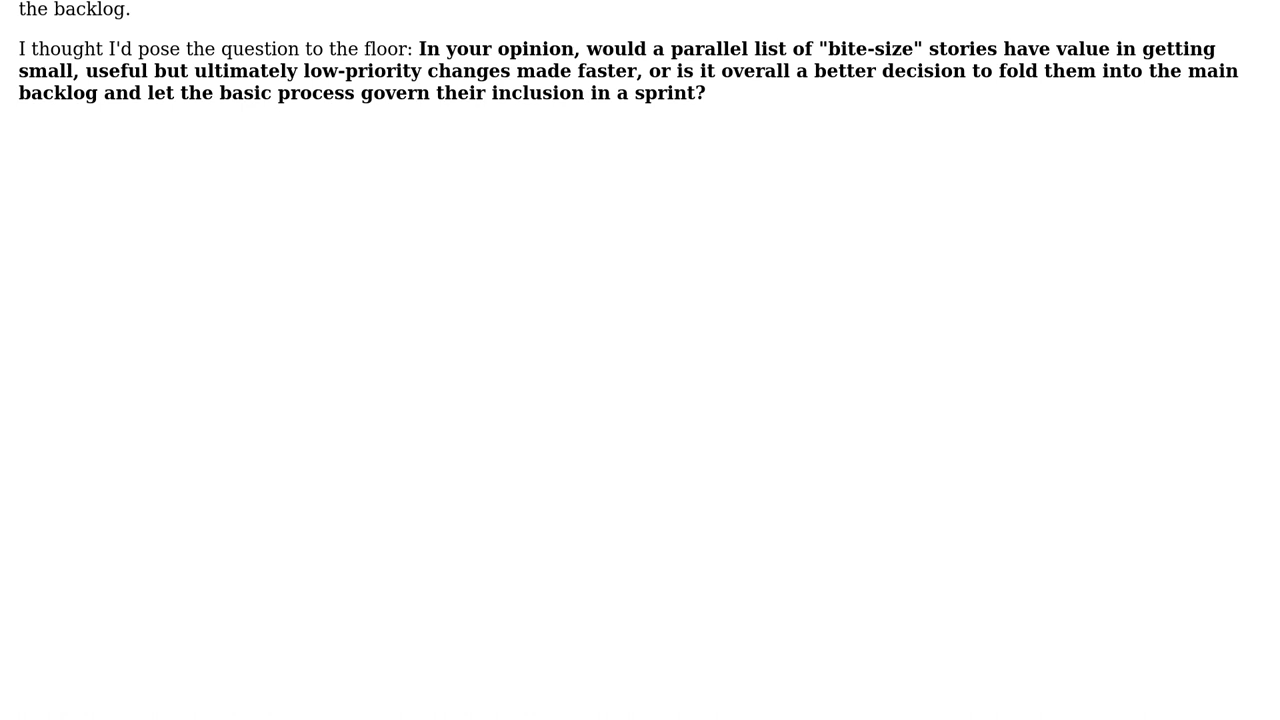 the backlog.
I thought I'd pose the question to the floor: In your opinion, would a parallel list of "bite-size" stories have value in getting
small, useful but ultimately low-priority changes made faster, or is it overall a better decision to fold them into the main
backlog and let the basic process govern their inclusion in a sprint?